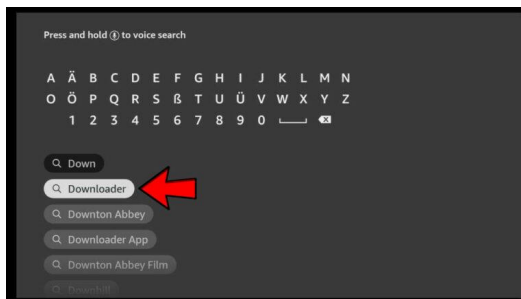 Press and hold to voice search
A Ä B C D E F G H I J K L M N
O Ö P Q R S ß T U Ü V W X Y Z
1 2 3 4 5 6 7 8 9 0
Down
Downloader
Downton Abbey
Downloader App
Downton Abbey Film
Downhill